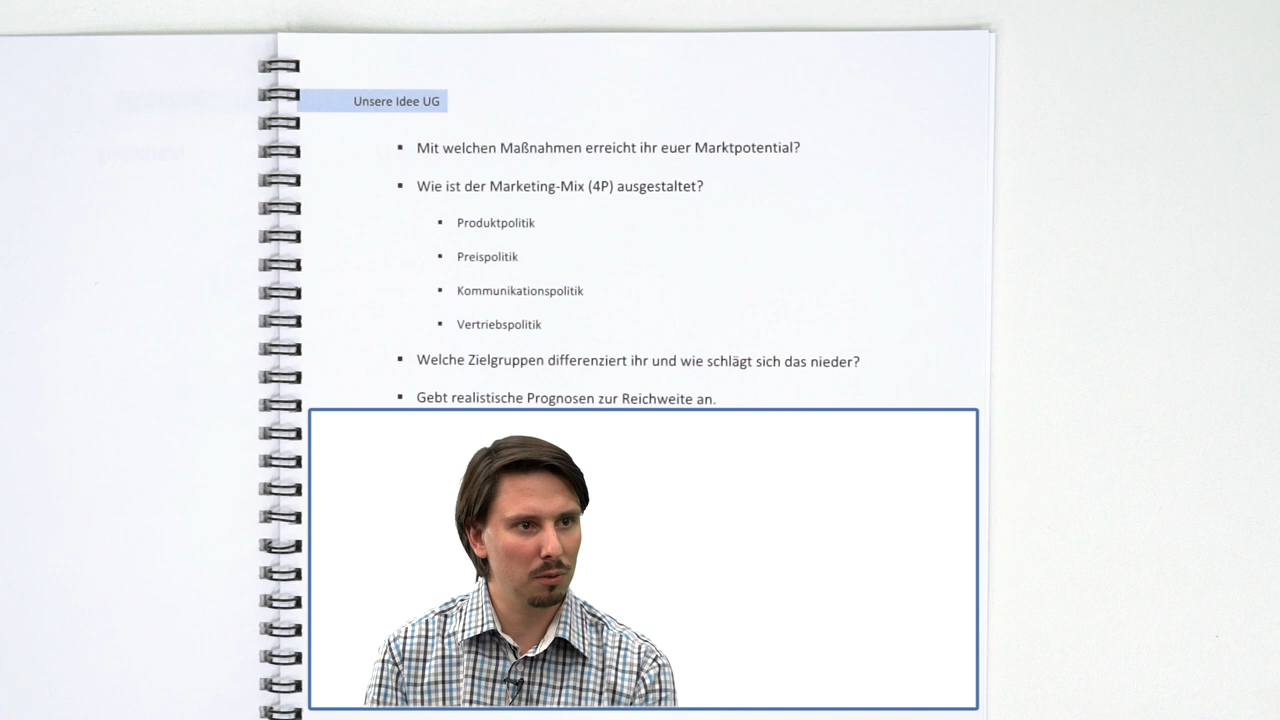 Unsere Idee UG
▪ Mit welchen Maßnahmen erreicht ihr euer Marktpotential?
▪ Wie ist der Marketing-Mix (4P) ausgestaltet?
▪ Produktpolitik
▪ Preispolitik
▪ Kommunikationspolitik
▪ Vertriebspolitik
▪ Welche Zielgruppen differenziert ihr und wie schlägt sich das nieder?
▪ Gebt realistische Prognosen zur Reichweite an.